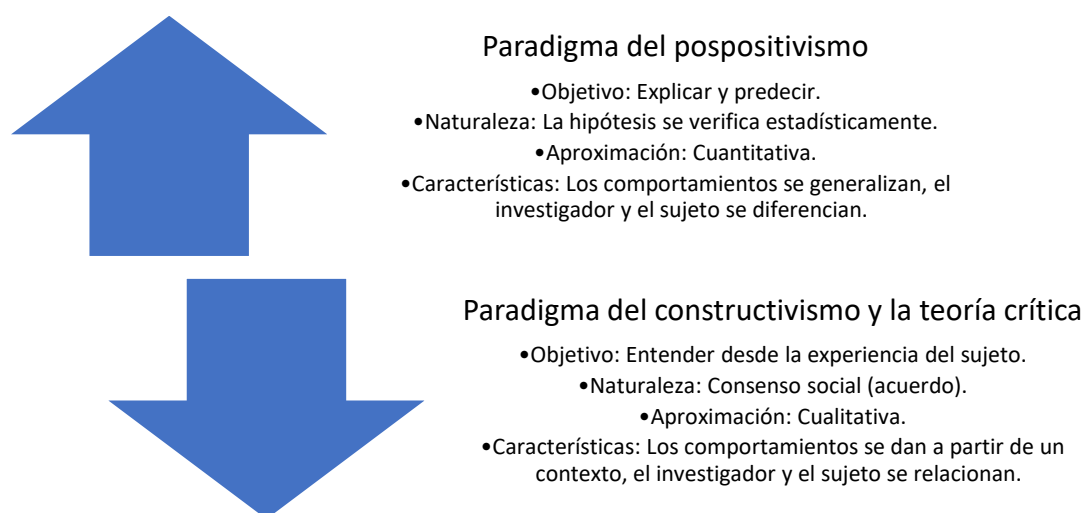 Paradigma del pospositivismo
•Objetivo: Explicar y predecir.
•Naturaleza: La hipótesis se verifica estadísticamente.
•Aproximación: Cuantitativa.
•Características: Los comportamientos se generalizan, el
investigador y el sujeto se diferencian.
Paradigma del constructivismo y la teoría crítica
•Objetivo: Entender desde la experiencia del sujeto.
•Naturaleza: Consenso social (acuerdo).
•Aproximación: Cualitativa.
•Características: Los comportamientos se dan a partir de un
contexto, el investigador y el sujeto se relacionan.